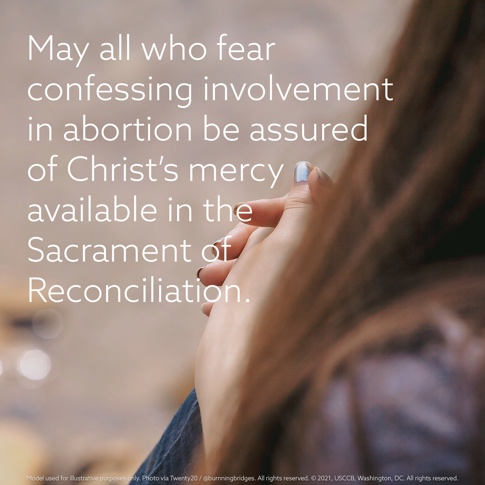 May all who fear
confessing involvement
in abortion be assured
of Christ's mercy
available in the
Sacrament of
Reconciliation.
Model used for illustrative purposes only. Photo via Twenty20 / @burnningbridges. All rights reserved. © 2021, USCCB, Washington, DC. All rights reserved.